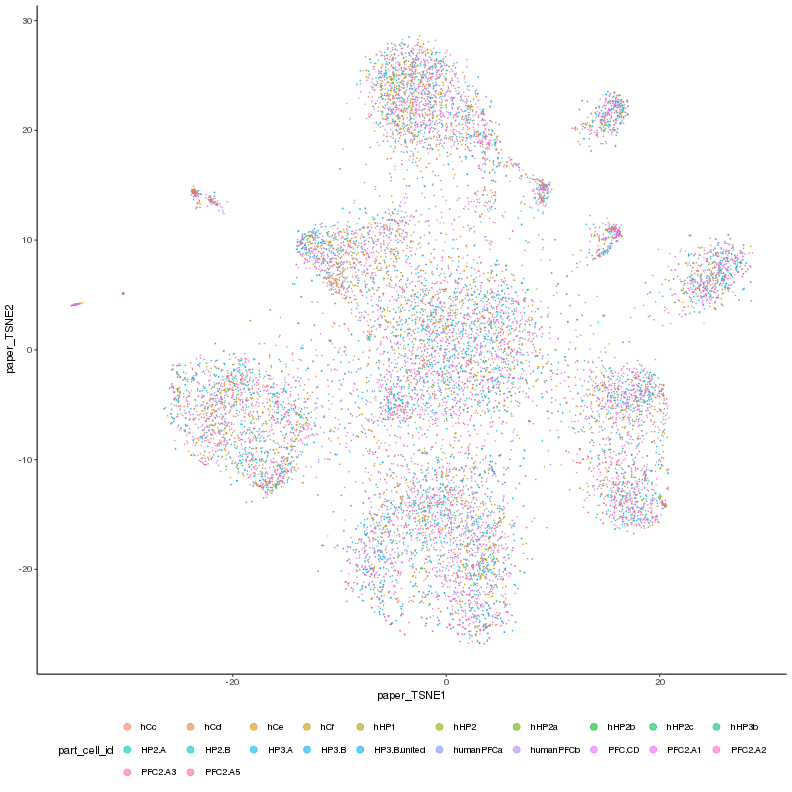 30
20
10
0
-10
-20
paper_TSNE2
-20 0 20
paper_TSNE1
hCc hCd hCe hCf hHP1 hHP2 hHP2a hHP2b hHP2c hHP3b
part_cell_id HP2.A HP2.B HP3.A HP3.B HP3.B.united humanPFCa humanPFCb PFC.CD PFC2.A1 PFC2.A2
PFC2.A3 PFC2.A5